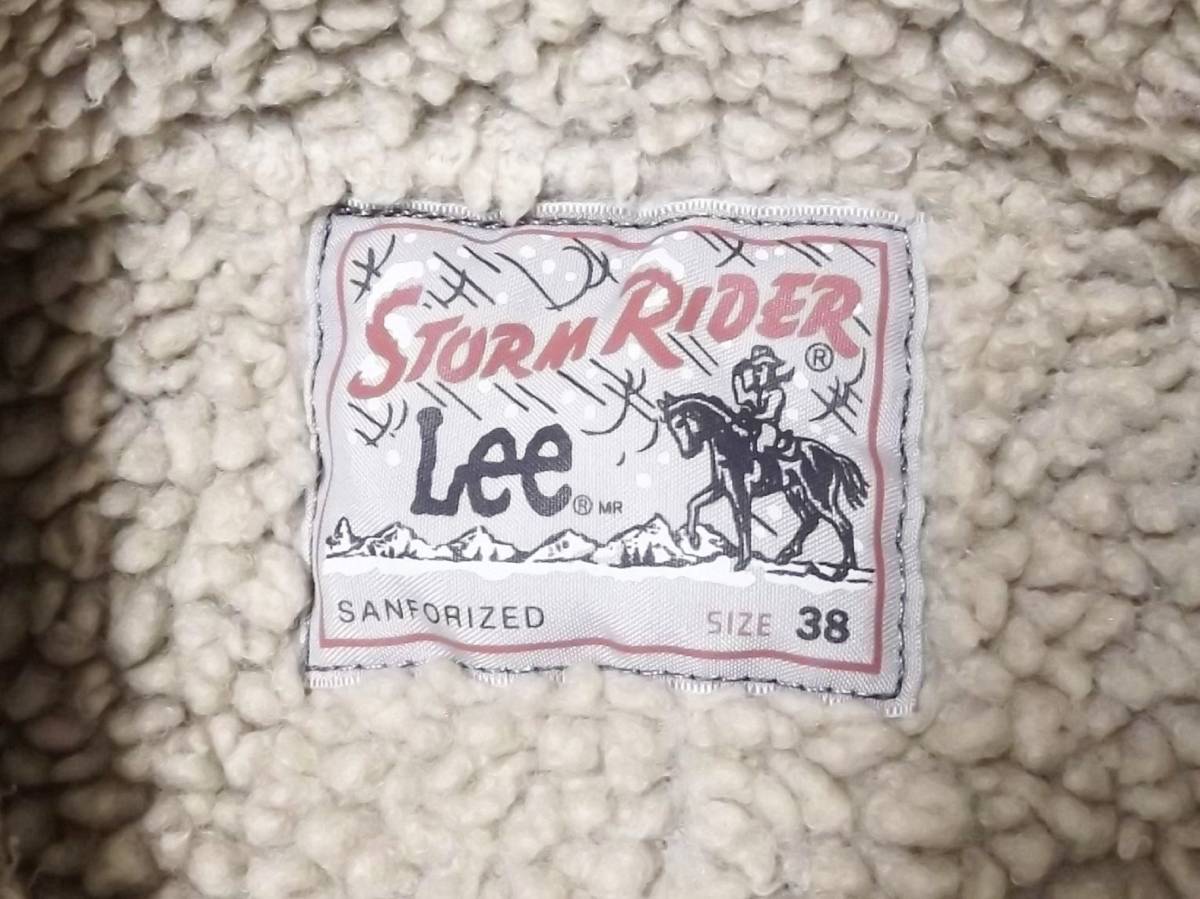 STORM RIDER ®
Lee ® MR
SANFORIZED SIZE 38